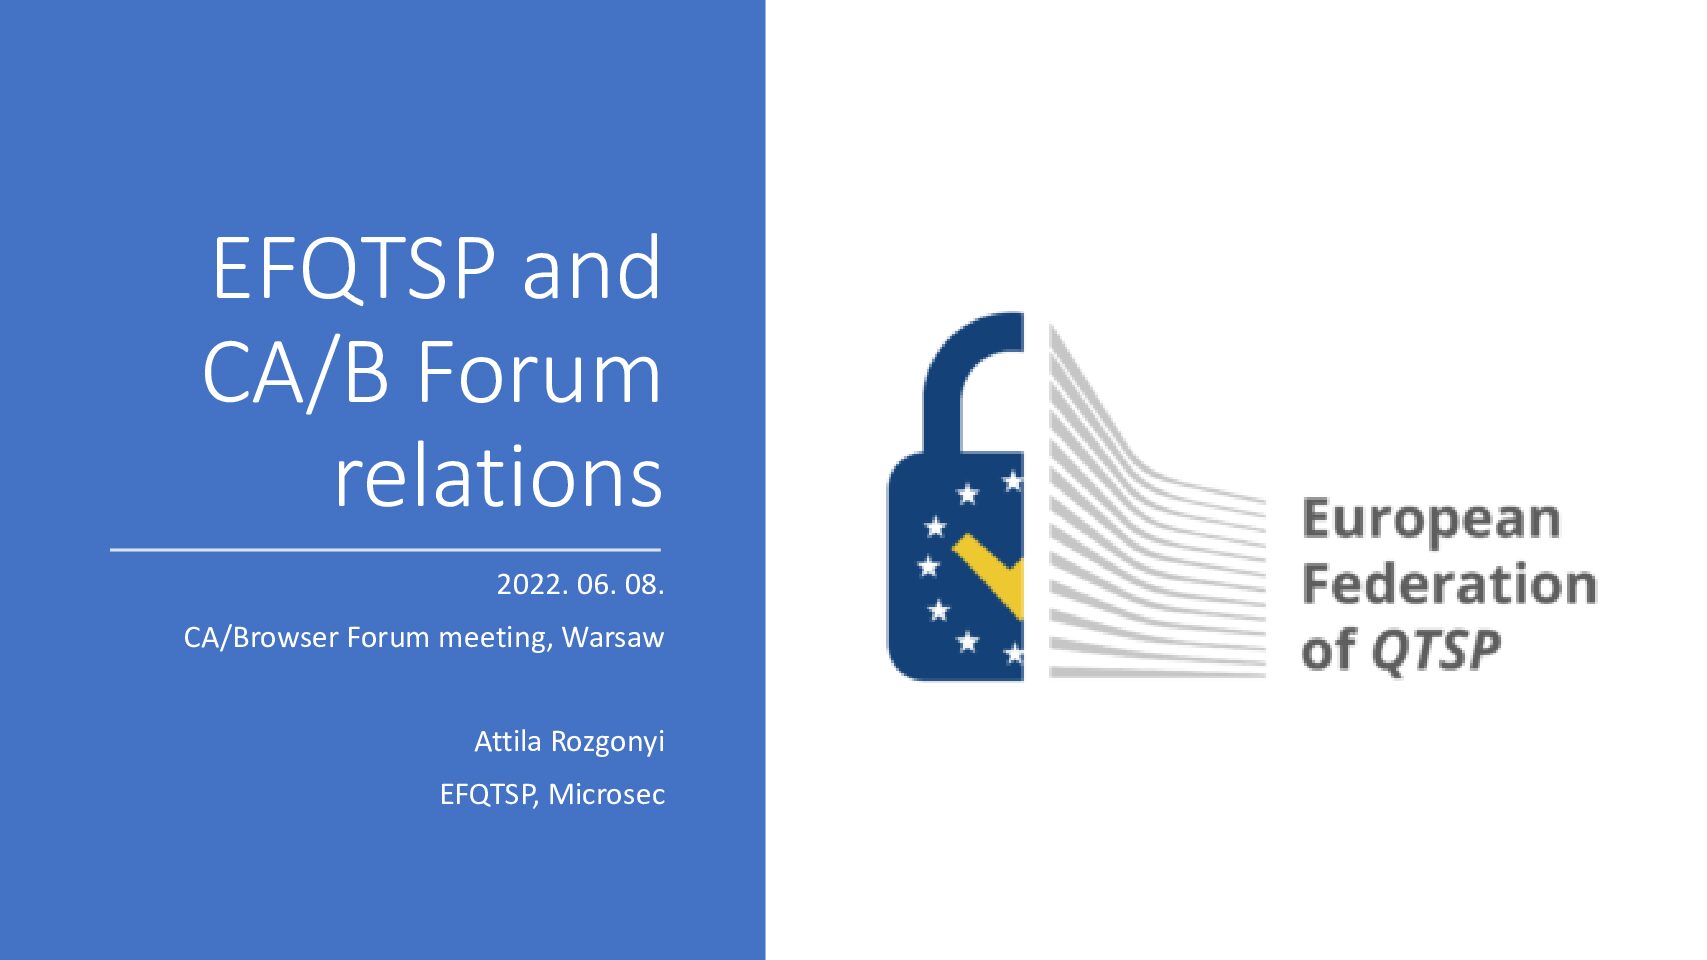 EFQTSP and
CA/B Forum
relations
2022. 06. 08.
CA/Browser Forum meeting, Warsaw
Attila Rozgonyi
EFQTSP, Microsec
European
Federation
of QTSP